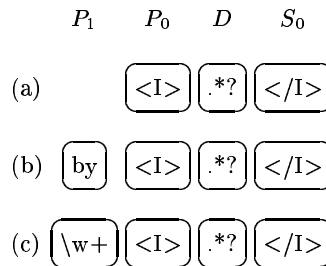 P₁ P₀ D S₀
(a) <I> .*? </I>
(b) by <I> .*? </I>
(c) \w+ <I> .*? </I>